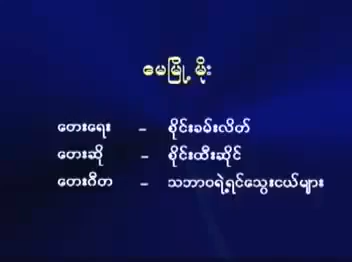 မေမြို့မိုး
တေးရေး – စိုင်းခမ်းလိတ်
တေးဆို – စိုင်းထီးဆိုင်
တေးဂီတ – သဘာဝရဲ့ရင်သွေးငယ်များ